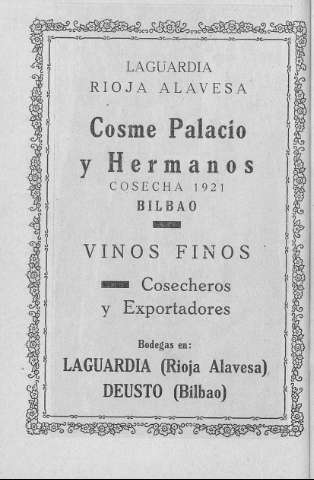 LAGUARDIA
RIOJA ALAVESA
Cosme Palacio
y Hermanos
COSECHA 1921
BILBAO
VINOS FINOS
Cosecheros
y Exportadores
Bodegas en:
LAGUARDIA (Rioja Alavesa)
DEUSTO (Bilbao)